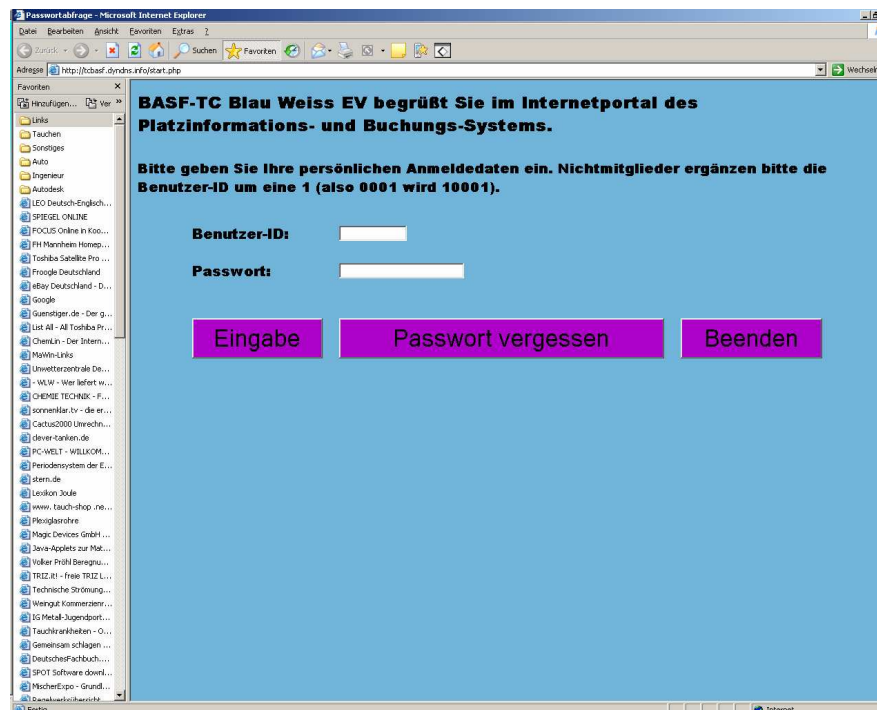 Passwortabfrage - Microsoft Internet Explorer
Datei Bearbeiten Ansicht Favoriten Extras ?
Zurück Suchen Favoriten
Adresse http://tcbasf.dyndns.info/start.php Wechseln
Favoriten
Hinzufügen... Ver »
Links
Tauchen
Sonstiges
Auto
Ingenieur
Autodesk
LEO Deutsch-Englisch...
SPIEGEL ONLINE
FOCUS Online in Koo...
FH Mannheim Homep...
Toshiba Satellite Pro ...
Froogle Deutschland
eBay Deutschland - D...
Google
Guenstiger.de - Der g...
List All - All Toshiba Pr...
ChemLin - Der Intern...
MaWin-Links
Unwetterzentrale De...
- WLW - Wer liefert w...
CHEMIE TECHNIK - F...
sonnenklar.tv - die er...
Cactus2000 Umrechn...
clever-tanken.de
PC-WELT - WILLKOM...
Periodensystem der E...
stern.de
Lexikon Joule
www. tauch-shop .ne...
Plexiglasrohre
Magic Devices GmbH ...
Java-Applets zur Mat...
Volker Pröhl Beregnu...
TRIZ.it! - freie TRIZ L...
Technische Strömung...
Weingut Kommerzienr...
IG Metall-Jugendport...
Tauchkrankheiten - O...
Gemeinsam schlagen ...
DeutschesFachbuch....
SPOT Software downl...
MischerExpo - Grundl...
Regelwerksübersicht
BASF-TC Blau Weiss EV begrüßt Sie im Internetportal des
Platzinformations- und Buchungs-Systems.
Bitte geben Sie Ihre persönlichen Anmeldedaten ein. Nichtmitglieder ergänzen bitte die
Benutzer-ID um eine 1 (also 0001 wird 10001).
Benutzer-ID:
Passwort:
Eingabe Passwort vergessen Beenden
Fertig Internet